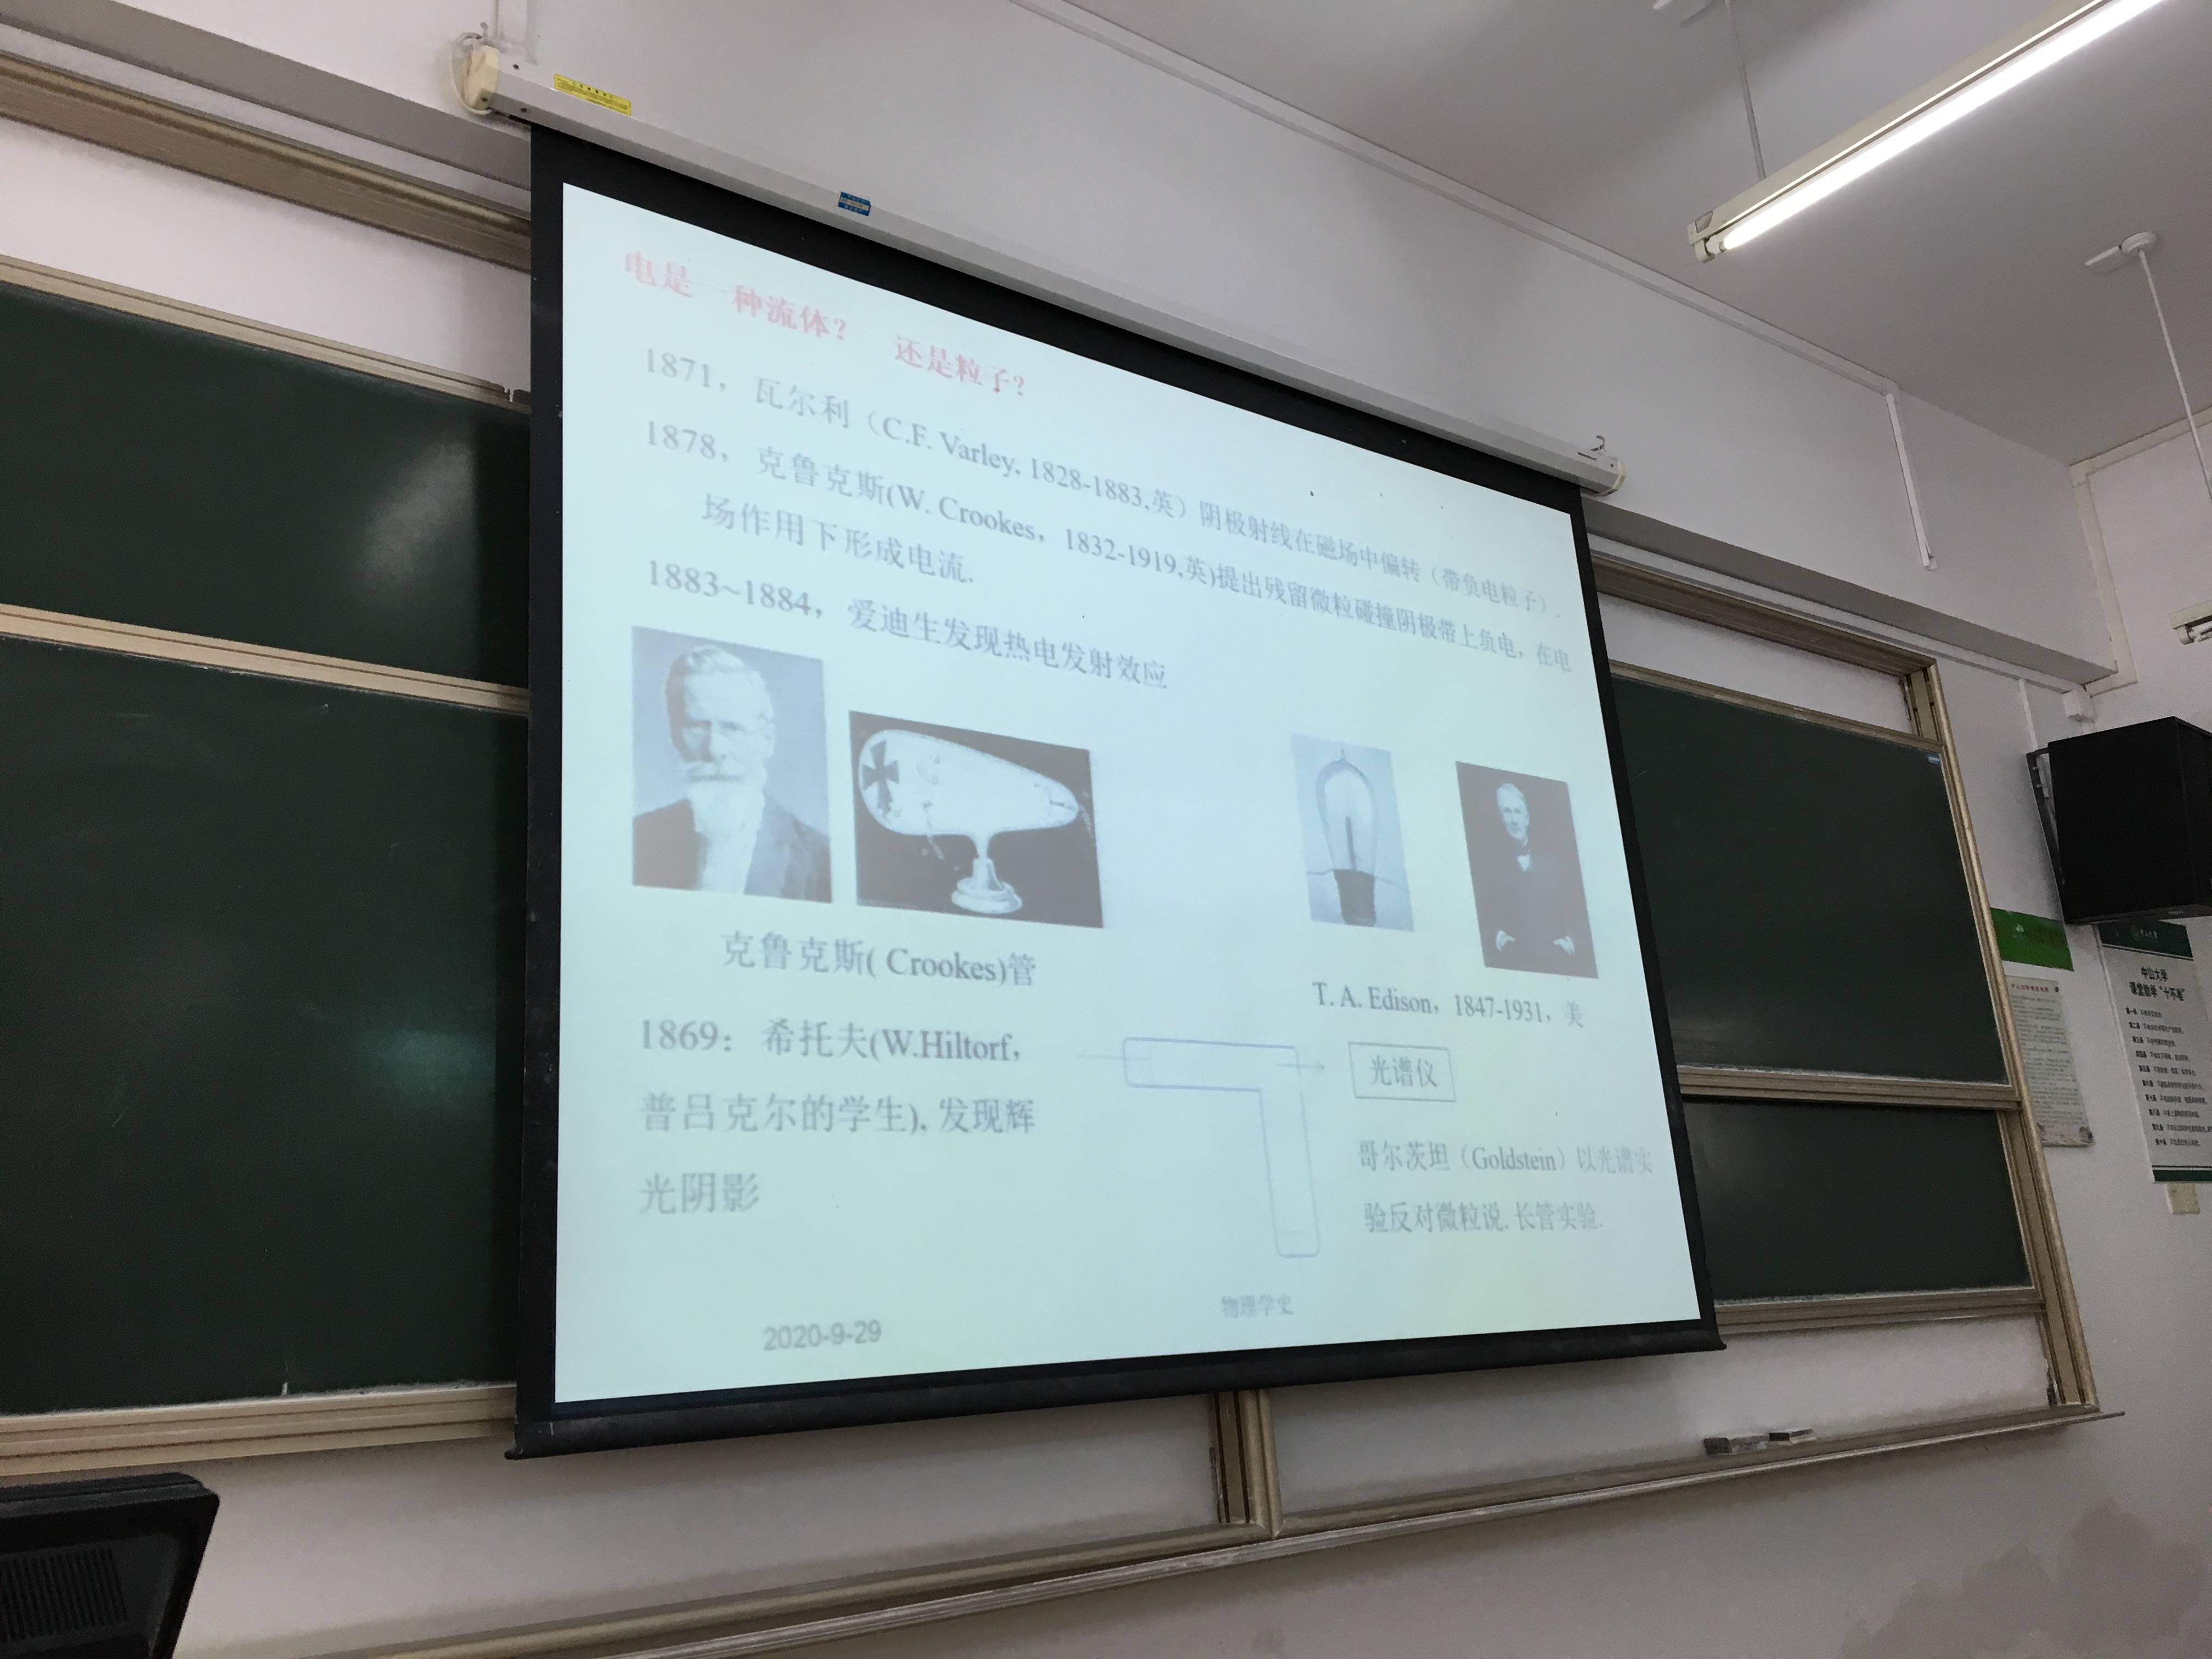 电是一种流体? 还是粒子?
1871，瓦尔利（C.F. Varley, 1828-1883,英）阴极射线在磁场中偏转（带负电粒子）.
1878，克鲁克斯(W. Crookes，1832-1919,英)提出残留微粒碰撞阴极带上负电，在电
场作用下形成电流.
1883~1884，爱迪生发现热电发射效应
克鲁克斯( Crookes)管
T. A. Edison，1847-1931，美
1869：希托夫(W.Hiltorf，
普吕克尔的学生), 发现辉
光阴影
光谱仪
哥尔茨坦（Goldstein）以光谱实
验反对微粒说. 长管实验.
2020-9-29
物理学史
中山大学
课堂教学“十不准”